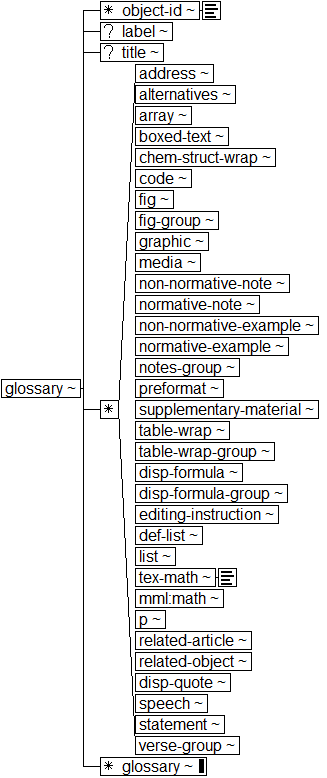 * object-id ~
? label ~
? title ~
address ~
alternatives ~
array ~
boxed-text ~
chem-struct-wrap ~
code ~
fig ~
fig-group ~
graphic ~
media ~
non-normative-note ~
normative-note ~
non-normative-example ~
normative-example ~
notes-group ~
glossary ~
preformat ~
* supplementary-material ~
table-wrap ~
table-wrap-group ~
disp-formula ~
disp-formula-group ~
editing-instruction ~
def-list ~
list ~
tex-math ~
mml:math ~
p ~
related-article ~
related-object ~
disp-quote ~
speech ~
statement ~
verse-group ~
* glossary ~